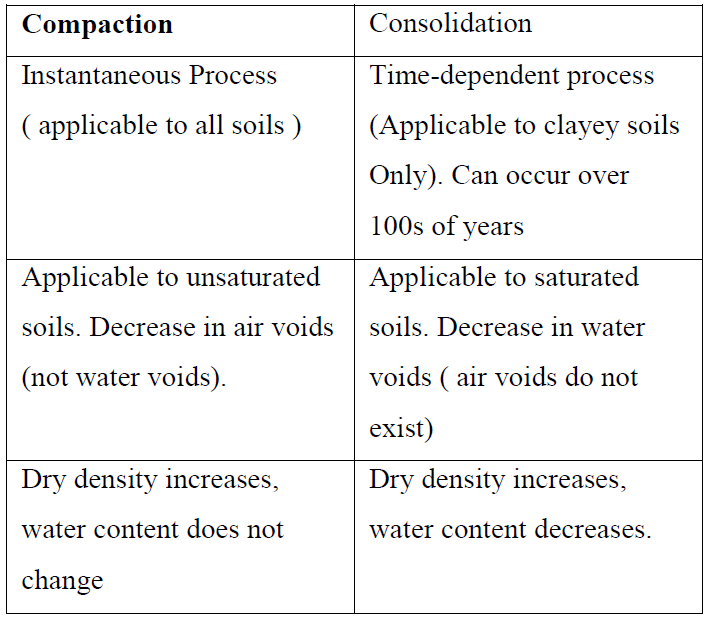 Compaction
Consolidation
Instantaneous Process
( applicable to all soils )
Time-dependent process
(Applicable to clayey soils
Only). Can occur over
100s of years
Applicable to unsaturated
soils. Decrease in air voids
(not water voids).
Applicable to saturated
soils. Decrease in water
voids ( air voids do not
exist)
Dry density increases,
water content does not
change
Dry density increases,
water content decreases.